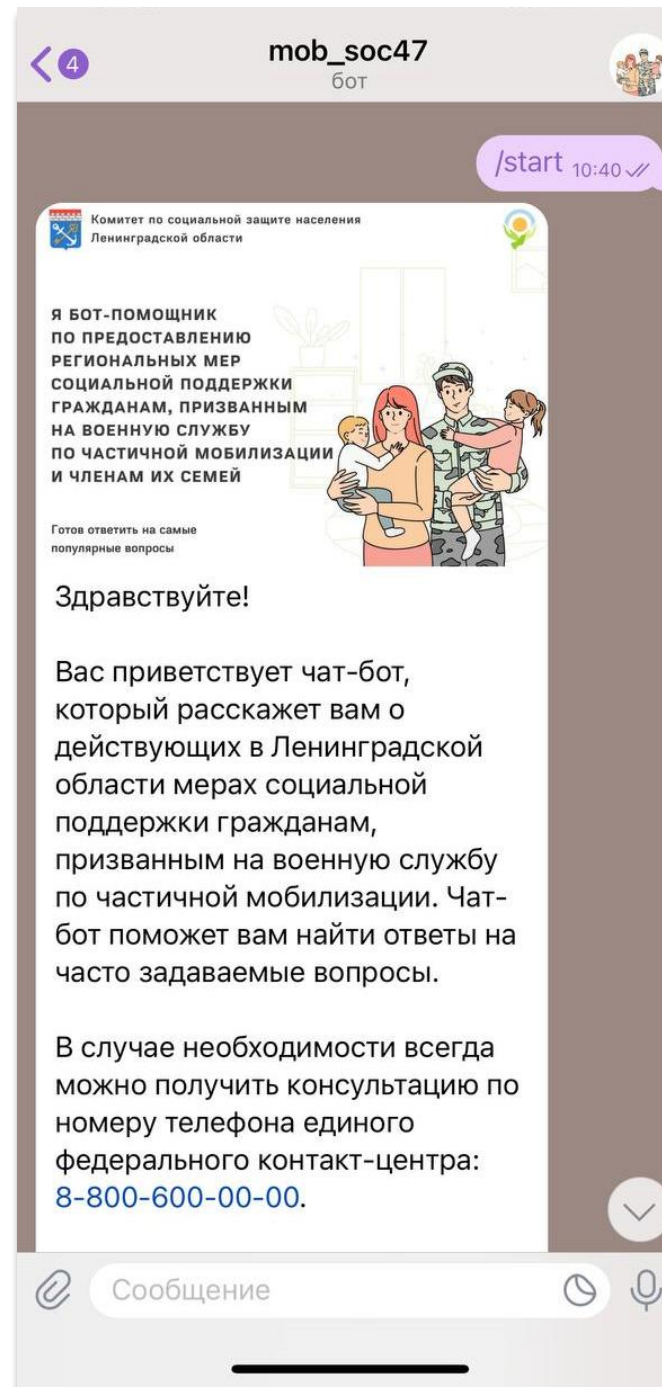 4
mob_soc47
бот
/start 10:40
Комитет по социальной защите населения
Ленинградской области
Я БОТ-ПОМОЩНИК
ПО ПРЕДОСТАВЛЕНИЮ
РЕГИОНАЛЬНЫХ МЕР
СОЦИАЛЬНОЙ ПОДДЕРЖКИ
ГРАЖДАНАМ, ПРИЗВАННЫМ
НА ВОЕННУЮ СЛУЖБУ
ПО ЧАСТИЧНОЙ МОБИЛИЗАЦИИ
И ЧЛЕНАМ ИХ СЕМЕЙ
Готов ответить на самые
популярные вопросы
Здравствуйте!
Вас приветствует чат-бот,
который расскажет вам о
действующих в Ленинградской
области мерах социальной
поддержки гражданам,
призванным на военную службу
по частичной мобилизации. Чат-
бот поможет вам найти ответы на
часто задаваемые вопросы.
В случае необходимости всегда
можно получить консультацию по
номеру телефона единого
федерального контакт-центра:
8-800-600-00-00.
Сообщение